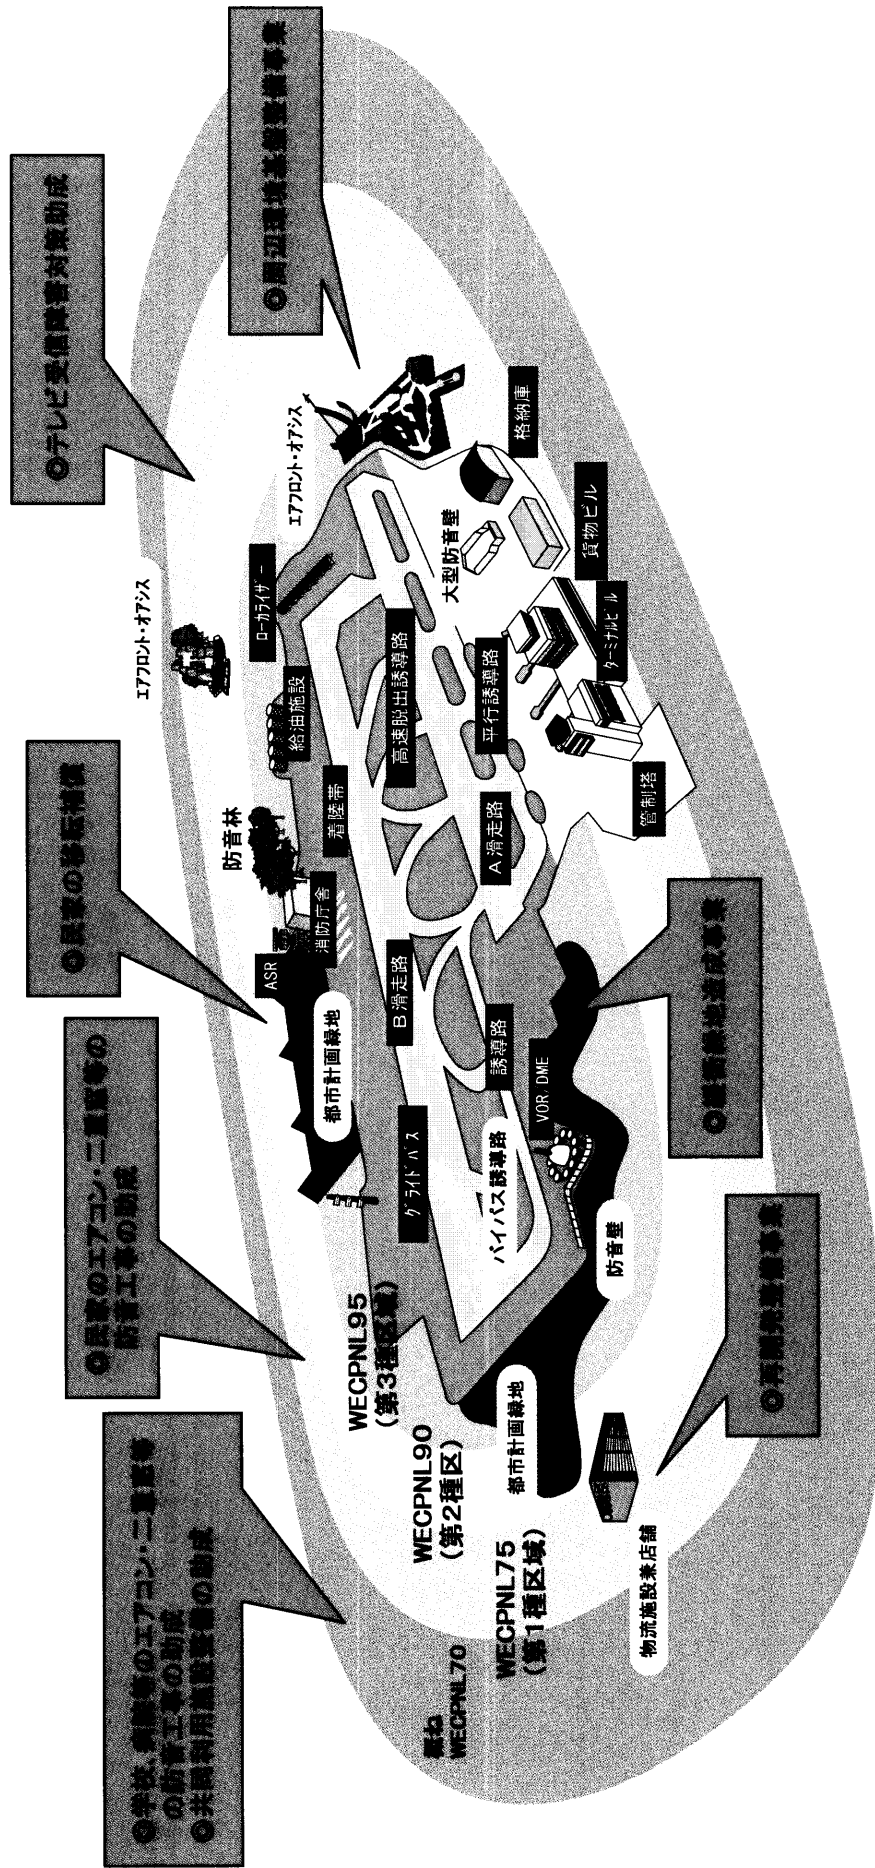 ◎学校、病院等のエアコン・二重窓等
の防音工事の助成
◎共同利用施設整備の助成
◎民家のエアコン・二重窓等の
防音工事の助成
◎民家の移転補償
◎テレビ受信障害対策助成
◎周辺環境基盤整備事業
エアフロント・オアシス
エアフロント・オアシス
ローカライザー
給油施設
防音林
着陸帯
消防庁舎
ASR
都市計画緑地
高速脱出誘導路
B滑走路
グライドパス
WECPNL95
(第3種区域)
大型防音壁
格納庫
貨物ビル
ターミナルビル
平行誘導路
管制塔
A滑走路
誘導路
VOR,DME
バイパス誘導路
防音壁
WECPNL90
(第2種区)
都市計画緑地
WECPNL75
(第1種区域)
概ね
WECPNL70
物流施設兼店舗
◎緩衝緑地造成事業
◎再開発整備事業